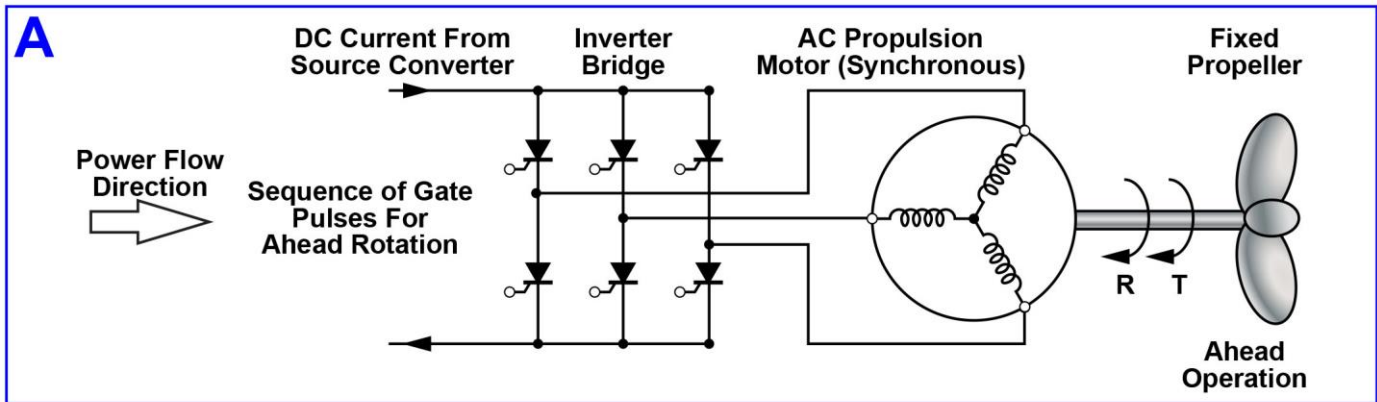 A
DC Current From
Source Converter
Inverter
Bridge
AC Propulsion
Motor (Synchronous)
Fixed
Propeller
Power Flow
Direction
Sequence of Gate
Pulses For
Ahead Rotation
R
T
Ahead
Operation